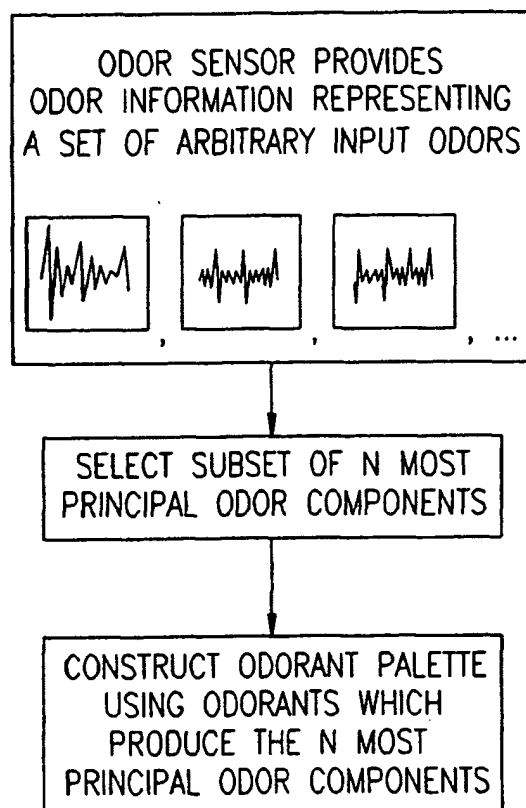 ODOR SENSOR PROVIDES
ODOR INFORMATION REPRESENTING
A SET OF ARBITRARY INPUT ODORS
, , , ...
SELECT SUBSET OF N MOST
PRINCIPAL ODOR COMPONENTS
CONSTRUCT ODORANT PALETTE
USING ODORANTS WHICH
PRODUCE THE N MOST
PRINCIPAL ODOR COMPONENTS